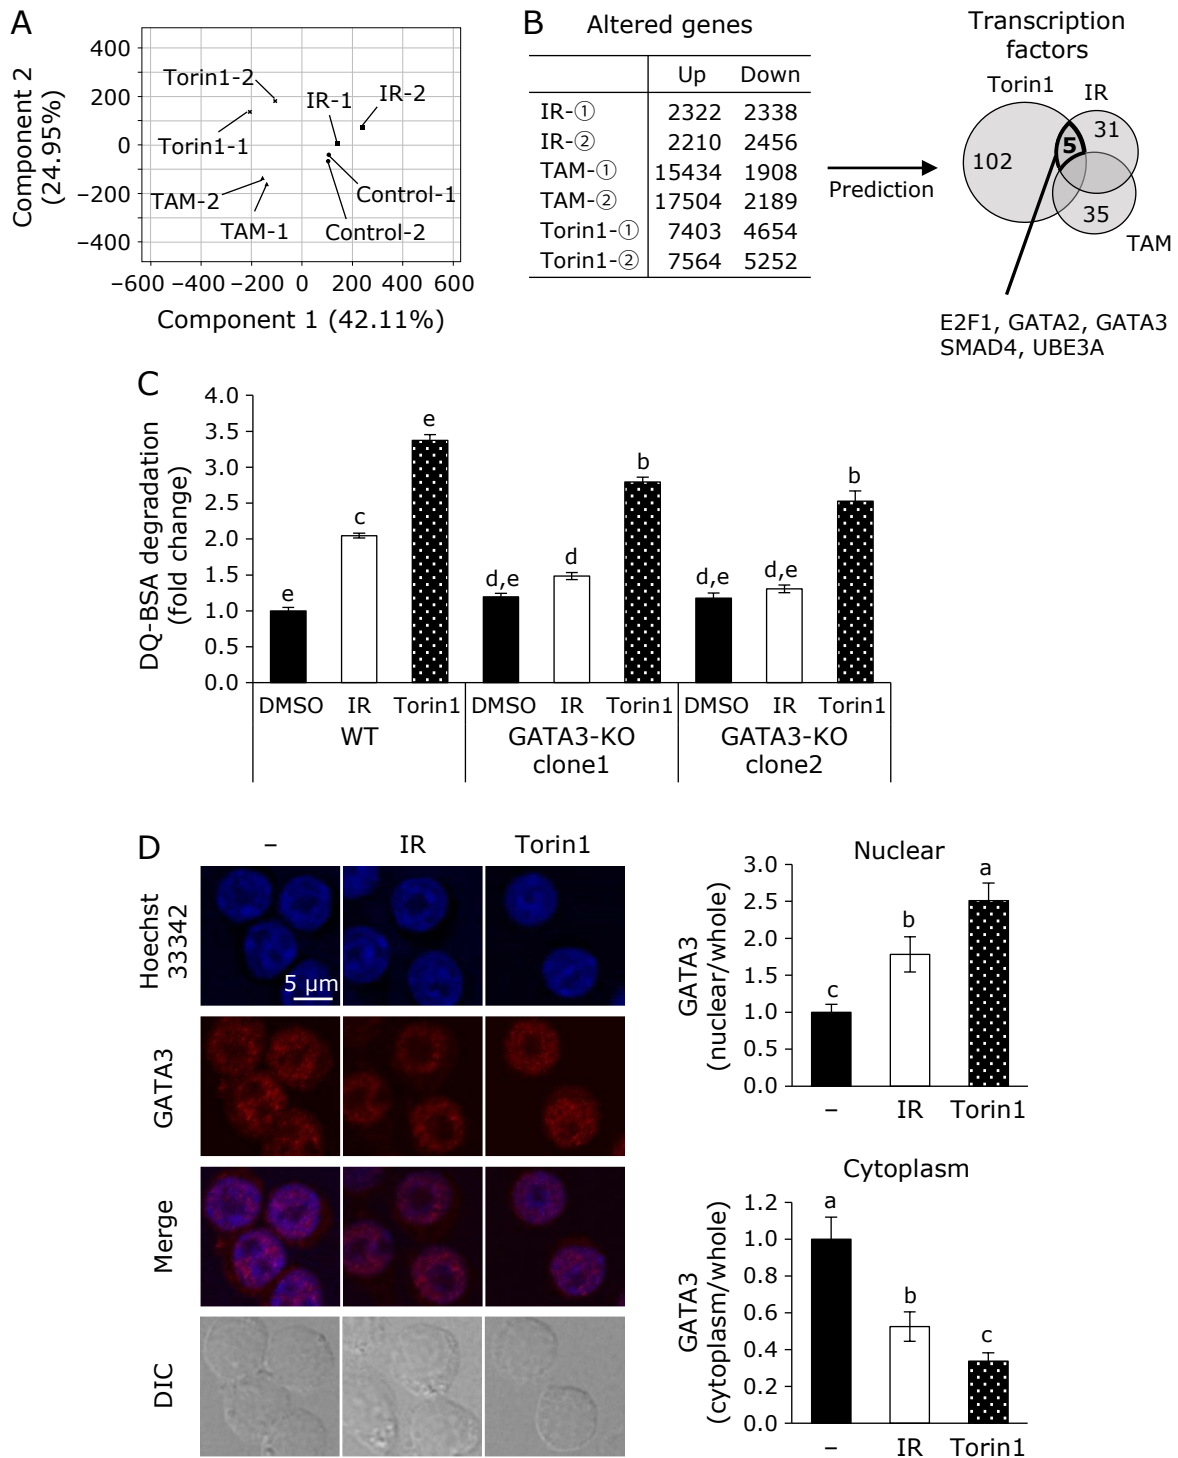 A
Component 2
(24.95%)
400
200
0
−200
−400
Torin1-2
Torin1-1
IR-1
IR-2
TAM-2
TAM-1
Control-1
Control-2
−600 −400 −200 0 200 400 600
Component 1 (42.11%)
B
Altered genes
Up Down
IR-① 2322 2338
IR-② 2210 2456
TAM-① 15434 1908
TAM-② 17504 2189
Torin1-① 7403 4654
Torin1-② 7564 5252
Prediction
Transcription
factors
Torin1
IR
102
5
31
35
TAM
E2F1, GATA2, GATA3
SMAD4, UBE3A
C
DQ-BSA degradation
(fold change)
4.0
3.5
3.0
2.5
2.0
1.5
1.0
0.5
0.0
e
c
e
d,e
d
b
d,e
d,e
b
DMSO IR Torin1 DMSO IR Torin1 DMSO IR Torin1
WT
GATA3-KO
clone1
GATA3-KO
clone2
D
– IR Torin1
Hoechst
33342
5 μm
GATA3
Merge
DIC
Nuclear
GATA3
(nuclear/whole)
3.0
2.5
2.0
1.5
1.0
0.5
0.0
c
b
a
– IR Torin1
Cytoplasm
GATA3
(cytoplasm/whole)
1.2
1.0
0.8
0.6
0.4
0.2
0.0
a
b
c
– IR Torin1